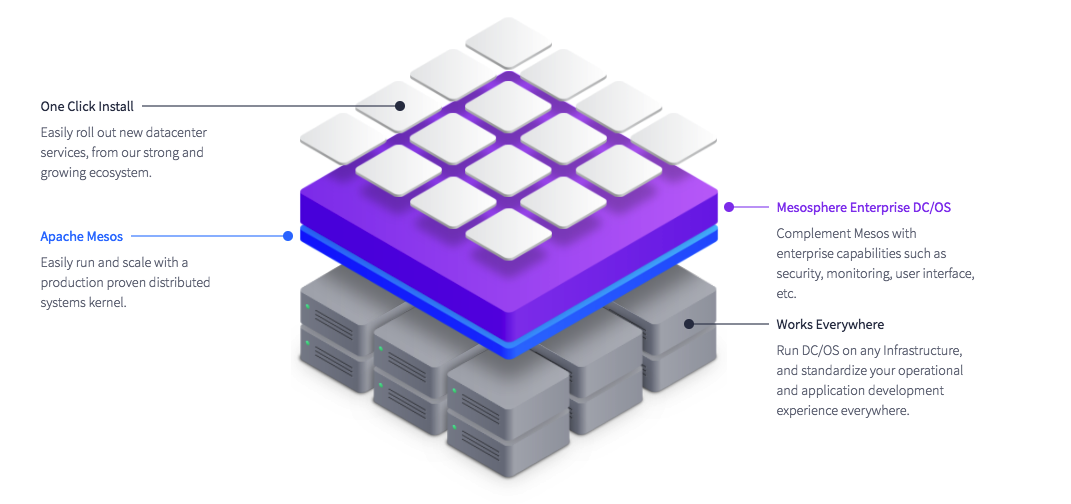 One Click Install
Easily roll out new datacenter
services, from our strong and
growing ecosystem.
Apache Mesos
Easily run and scale with a
production proven distributed
systems kernel.
Mesosphere Enterprise DC/OS
Complement Mesos with
enterprise capabilities such as
security, monitoring, user interface,
etc.
Works Everywhere
Run DC/OS on any Infrastructure,
and standardize your operational
and application development
experience everywhere.